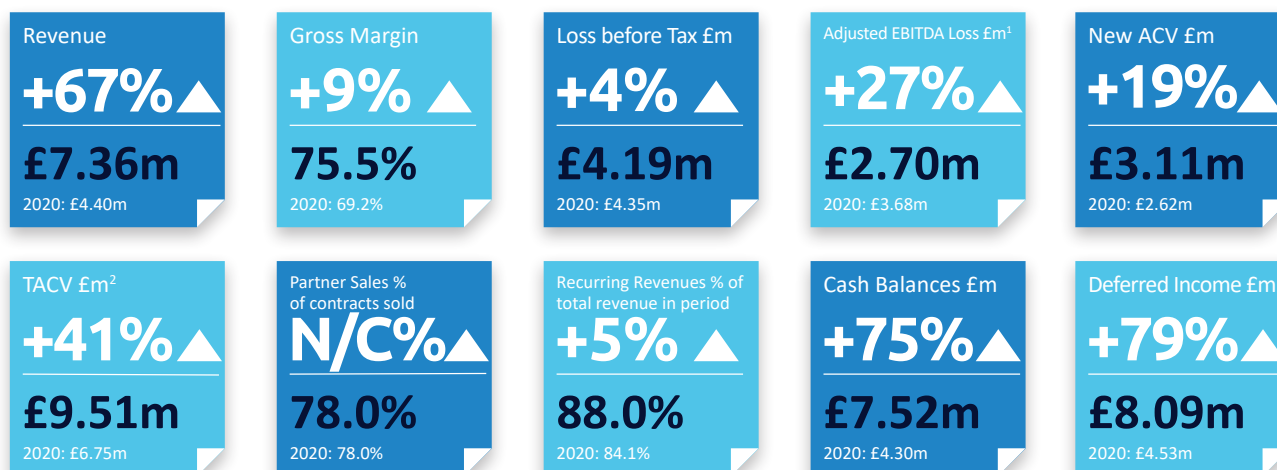 Revenue
+67%
£7.36m
2020: £4.40m
Gross Margin
+9%
75.5%
2020: 69.2%
Loss before Tax £m
+4%
£4.19m
2020: £4.35m
Adjusted EBITDA Loss £m¹
+27%
£2.70m
2020: £3.68m
New ACV £m
+19%
£3.11m
2020: £2.62m
TACV £m²
+41%
£9.51m
2020: £6.75m
Partner Sales %
of contracts sold
N/C%
78.0%
2020: 78.0%
Recurring Revenues % of
total revenue in period
+5%
88.0%
2020: 84.1%
Cash Balances £m
+75%
£7.52m
2020: £4.30m
Deferred Income £m
+79%
£8.09m
2020: £4.53m